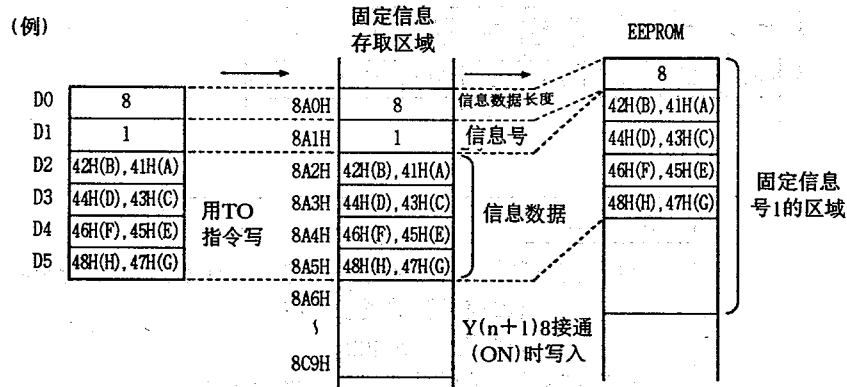 (例)
固定信息
存取区域
EEPROM
D0 8
D1 1
D2 42H(B),41H(A)
D3 44H(D),43H(C)
D4 46H(F),45H(E)
D5 48H(H),47H(G)
用TO
指令写
8A0H 8
8A1H 1
8A2H 42H(B),41H(A)
8A3H 44H(D),43H(C)
8A4H 46H(F),45H(E)
8A5H 48H(H),47H(G)
8A6H
~
8C9H
信息数据长度
信息号
信息数据
Y(n+1)8接通
(ON)时写入
8
42H(B),41H(A)
44H(D),43H(C)
46H(F),45H(E)
48H(H),47H(G)
固定信息
号1的区域